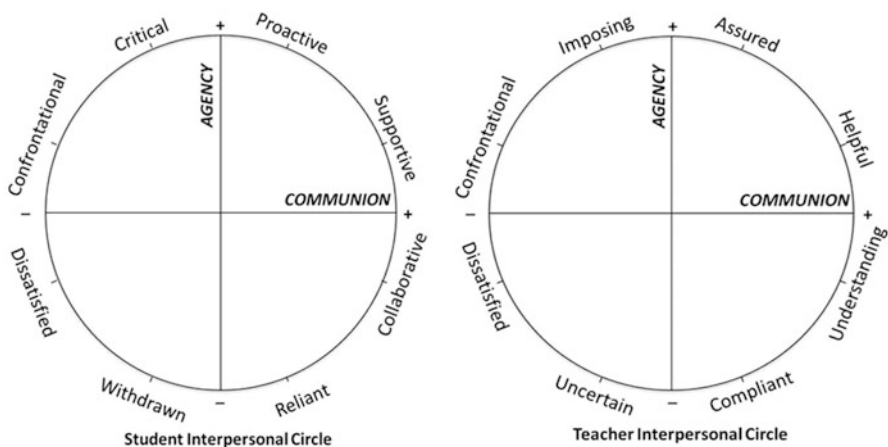 +
Critical
Proactive
Confrontational
AGENCY
Supportive
COMMUNION
–
+
Dissatisfied
Collaborative
Withdrawn
–
Reliant
Student Interpersonal Circle
+
Imposing
Assured
Confrontational
AGENCY
Helpful
COMMUNION
–
+
Dissatisfied
Understanding
Uncertain
–
Compliant
Teacher Interpersonal Circle